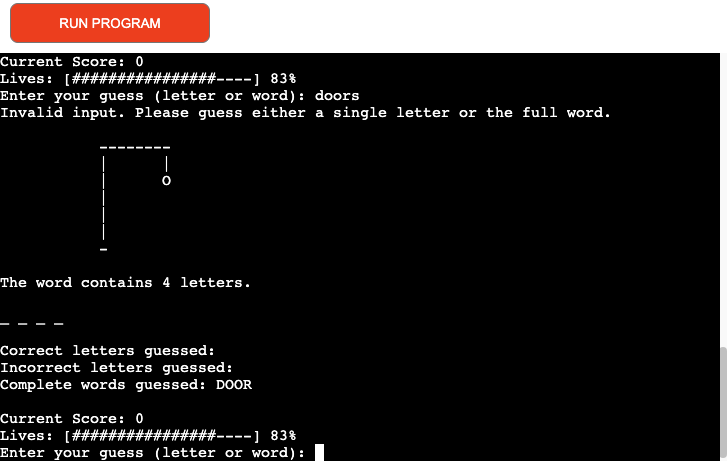 RUN PROGRAM
Current Score: 0
Lives: [################----] 83%
Enter your guess (letter or word): doors
Invalid input. Please guess either a single letter or the full word.
--------
|      |
|      O
|
|
|
-
The word contains 4 letters.
_ _ _ _
Correct letters guessed:
Incorrect letters guessed:
Complete words guessed: DOOR
Current Score: 0
Lives: [################----] 83%
Enter your guess (letter or word):